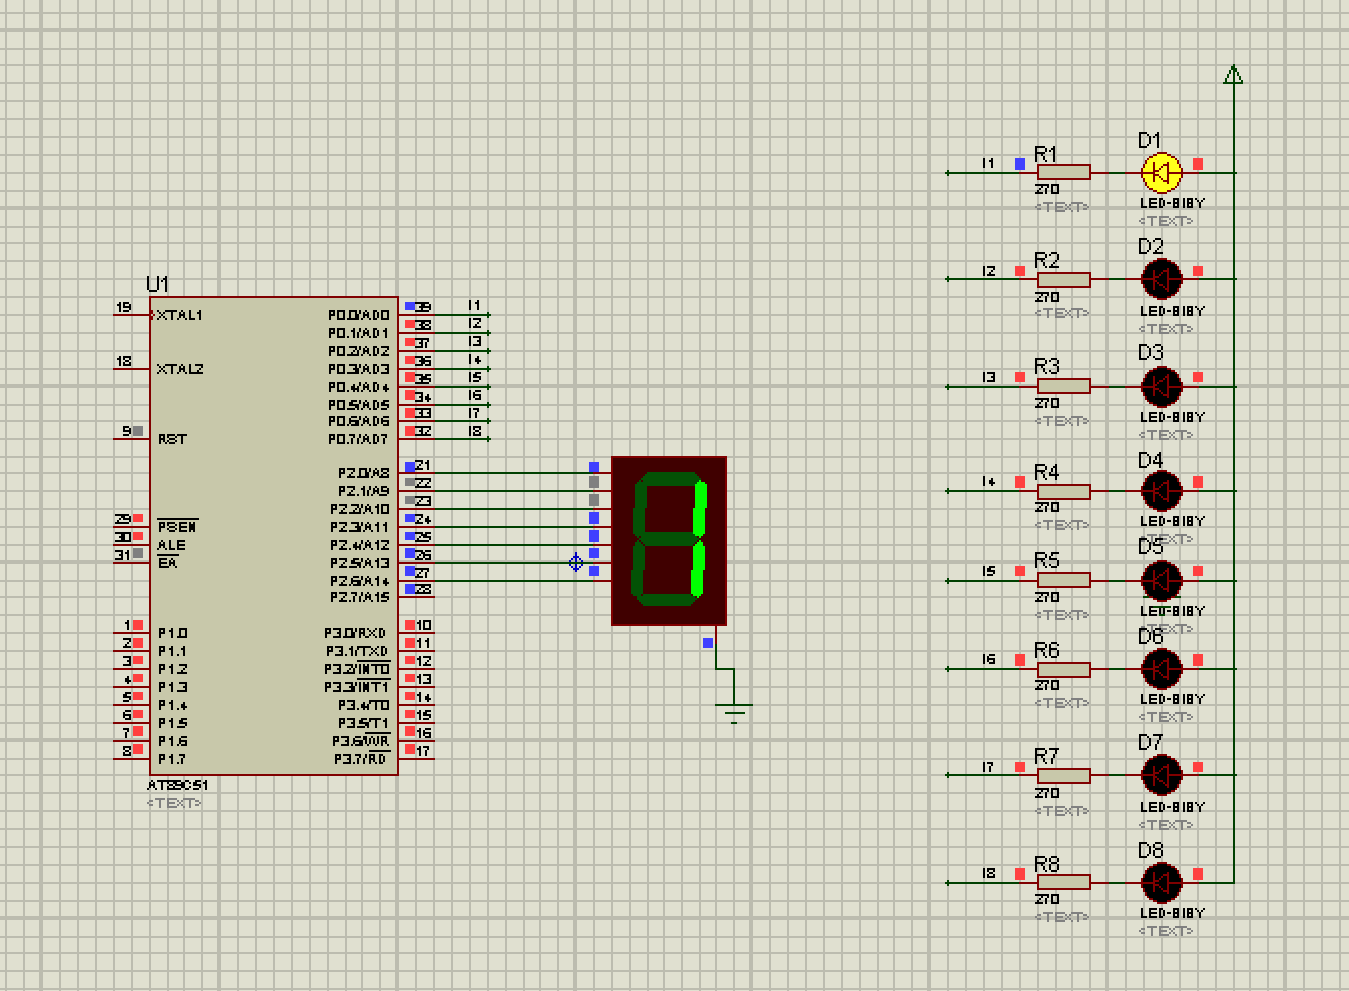 U1
19
XTAL1
18
XTAL2
9
RST
29
PSEN
30
ALE
31
EA
1
P1.0
2
P1.1
3
P1.2
4
P1.3
5
P1.4
6
P1.5
7
P1.6
8
P1.7
P0.0/AD0
39
I1
P0.1/AD1
38
I2
P0.2/AD2
37
I3
P0.3/AD3
36
I4
P0.4/AD4
35
I5
P0.5/AD5
34
I6
P0.6/AD6
33
I7
P0.7/AD7
32
I8
P2.0/A8
21
P2.1/A9
22
P2.2/A10
23
P2.3/A11
24
P2.4/A12
25
P2.5/A13
26
P2.6/A14
27
P2.7/A15
28
P3.0/RXD
10
P3.1/TXD
11
P3.2/INT0
12
P3.3/INT1
13
P3.4/T0
14
P3.5/T1
15
P3.6/WR
16
P3.7/RD
17
AT89C51
<TEXT>
1
I1
R1
270
<TEXT>
D1
LED-BIBY
<TEXT>
I2
R2
270
<TEXT>
D2
LED-BIBY
<TEXT>
I3
R3
270
<TEXT>
D3
LED-BIBY
<TEXT>
I4
R4
270
<TEXT>
D4
LED-BIBY
<TEXT>
I5
R5
270
<TEXT>
D5
LED-BIBY
<TEXT>
I6
R6
270
<TEXT>
D6
LED-BIBY
<TEXT>
I7
R7
270
<TEXT>
D7
LED-BIBY
<TEXT>
I8
R8
270
<TEXT>
D8
LED-BIBY
<TEXT>